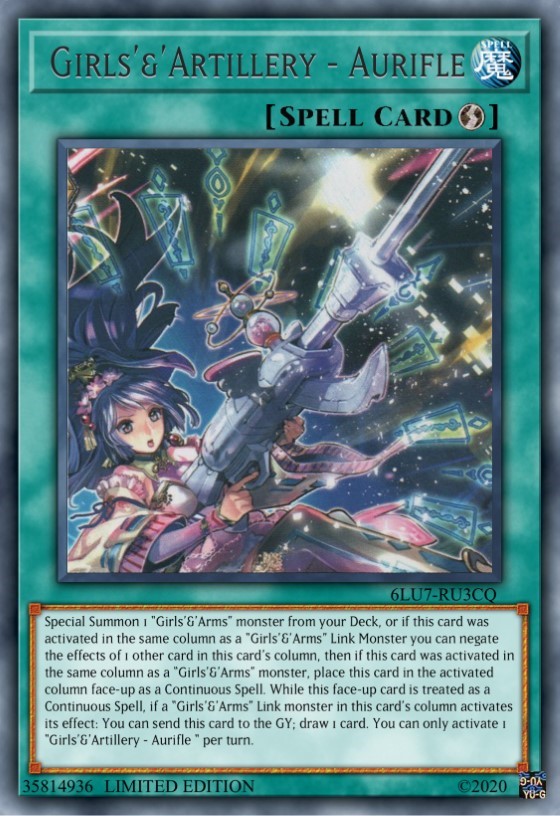 Girls'&'Artillery - Aurifle
SPELL
魔
[Spell Card]
6LU7-RU3CQ
Special Summon 1 "Girls'&'Arms" monster from your Deck, or if this card was
activated in the same column as a "Girls'&'Arms" Link Monster you can negate
the effects of 1 other card in this card's column, then if this card was activated in
the same column as a "Girls'&'Arms" monster, place this card in the activated
column face-up as a Continuous Spell. While this face-up card is treated as a
Continuous Spell, if a "Girls'&'Arms" Link monster in this card's column activates
its effect: You can send this card to the GY; draw 1 card. You can only activate 1
"Girls'&'Artillery - Aurifle " per turn.
35814936 LIMITED EDITION ©2020